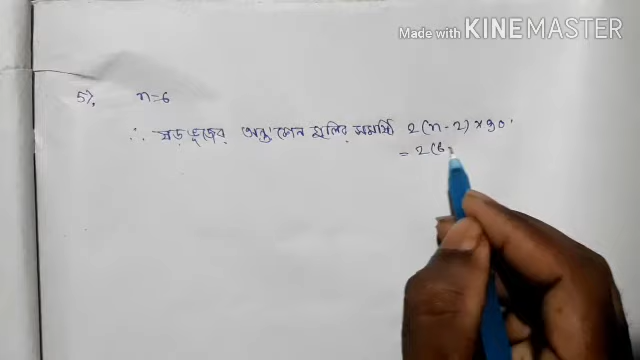 Made with KINEMASTER
5). n=6
∴ ষড়ভূজের অন্তঃকোন গুলির সমষ্টি 2(n-2)×90°
= 2(6